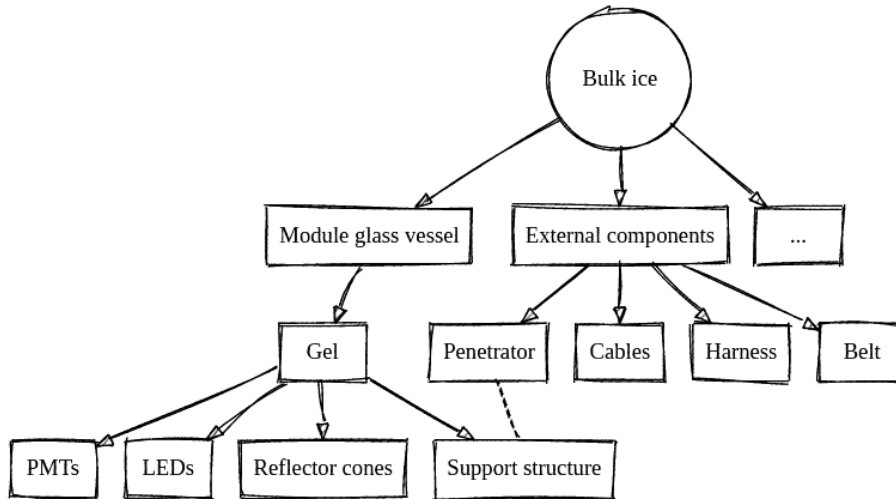 Bulk ice
Module glass vessel
External components
...
Gel
Penetrator
Cables
Harness
Belt
PMTs
LEDs
Reflector cones
Support structure